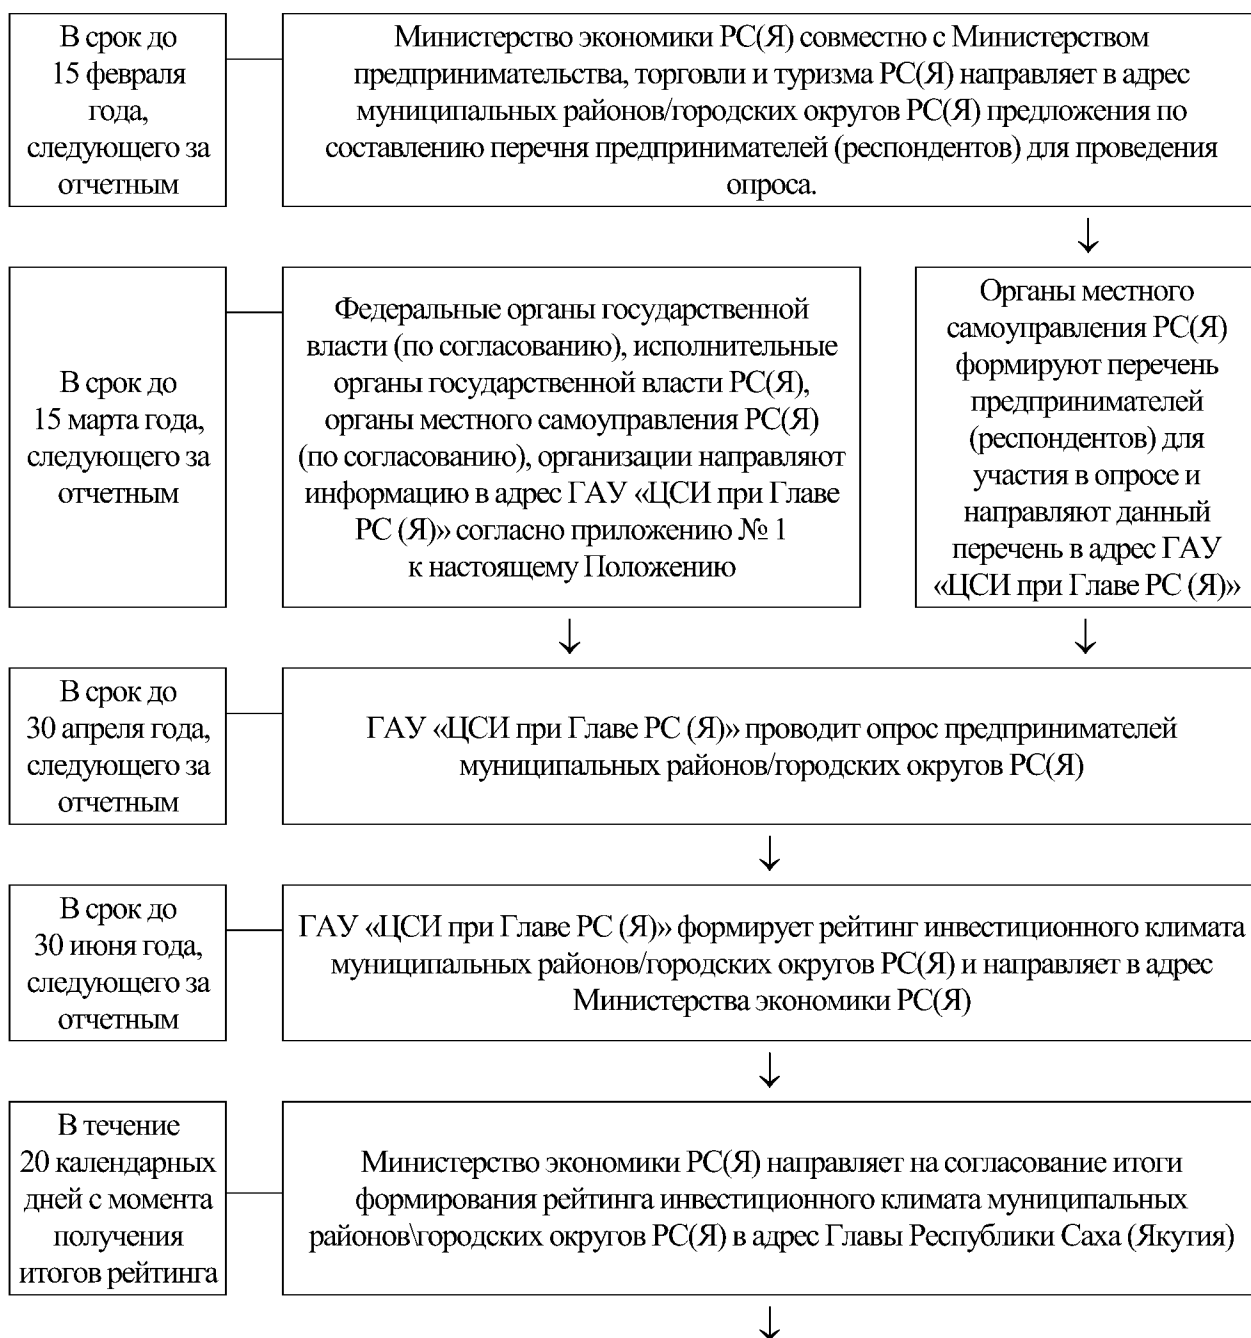 В срок до
15 февраля
года,
следующего за
отчетным
Министерство экономики РС(Я) совместно с Министерством
предпринимательства, торговли и туризма РС(Я) направляет в адрес
муниципальных районов/городских округов РС(Я) предложения по
составлению перечня предпринимателей (респондентов) для проведения
опроса.
В срок до
15 марта года,
следующего за
отчетным
Федеральные органы государственной
власти (по согласованию), исполнительные
органы государственной власти РС(Я),
органы местного самоуправления РС(Я)
(по согласованию), организации направляют
информацию в адрес ГАУ «ЦСИ при Главе
РС (Я)» согласно приложению № 1
к настоящему Положению
Органы местного
самоуправления РС(Я)
формируют перечень
предпринимателей
(респондентов) для
участия в опросе и
направляют данный
перечень в адрес ГАУ
«ЦСИ при Главе РС (Я)»
В срок до
30 апреля года,
следующего за
отчетным
ГАУ «ЦСИ при Главе РС (Я)» проводит опрос предпринимателей
муниципальных районов/городских округов РС(Я)
В срок до
30 июня года,
следующего за
отчетным
ГАУ «ЦСИ при Главе РС (Я)» формирует рейтинг инвестиционного климата
муниципальных районов/городских округов РС(Я) и направляет в адрес
Министерства экономики РС(Я)
В течение
20 календарных
дней с момента
получения
итогов рейтинга
Министерство экономики РС(Я) направляет на согласование итоги
формирования рейтинга инвестиционного климата муниципальных
районов\городских округов РС(Я) в адрес Главы Республики Саха (Якутия)